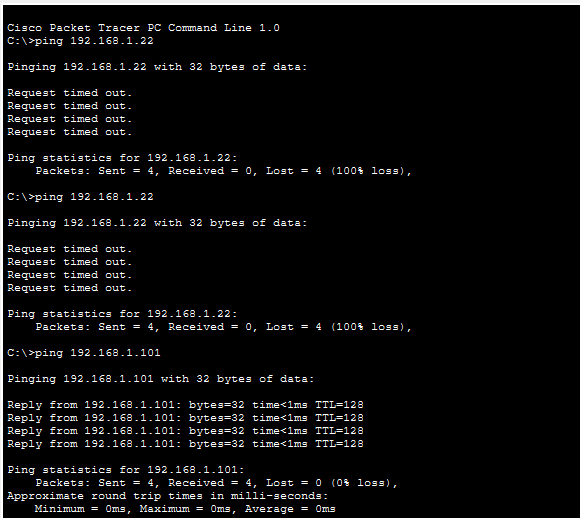 Cisco Packet Tracer PC Command Line 1.0
C:\>ping 192.168.1.22
Pinging 192.168.1.22 with 32 bytes of data:
Request timed out.
Request timed out.
Request timed out.
Request timed out.
Ping statistics for 192.168.1.22:
Packets: Sent = 4, Received = 0, Lost = 4 (100% loss),
C:\>ping 192.168.1.22
Pinging 192.168.1.22 with 32 bytes of data:
Request timed out.
Request timed out.
Request timed out.
Request timed out.
Ping statistics for 192.168.1.22:
Packets: Sent = 4, Received = 0, Lost = 4 (100% loss),
C:\>ping 192.168.1.101
Pinging 192.168.1.101 with 32 bytes of data:
Reply from 192.168.1.101: bytes=32 time<1ms TTL=128
Reply from 192.168.1.101: bytes=32 time<1ms TTL=128
Reply from 192.168.1.101: bytes=32 time<1ms TTL=128
Reply from 192.168.1.101: bytes=32 time<1ms TTL=128
Ping statistics for 192.168.1.101:
Packets: Sent = 4, Received = 4, Lost = 0 (0% loss),
Approximate round trip times in milli-seconds:
Minimum = 0ms, Maximum = 0ms, Average = 0ms